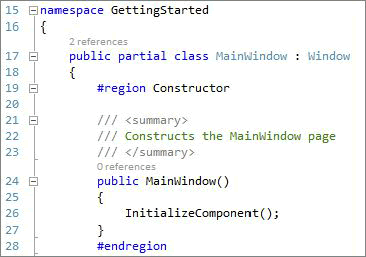 15 namespace GettingStarted
16 {
2 references
17 public partial class MainWindow : Window
18 {
19 #region Constructor
20
21 /// <summary>
22 /// Constructs the MainWindow page
23 /// </summary>
0 references
24 public MainWindow()
25 {
26 InitializeComponent();
27 }
28 #endregion